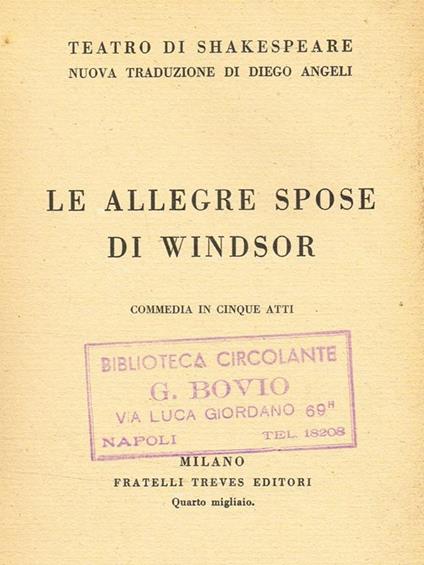 TEATRO DI SHAKESPEARE
NUOVA TRADUZIONE DI DIEGO ANGELI
LE ALLEGRE SPOSE
DI WINDSOR
COMMEDIA IN CINQUE ATTI
BIBLIOTECA CIRCOLANTE
G. BOVIO
VIA LUCA GIORDANO 69H
NAPOLI TEL. 18208
MILANO
FRATELLI TREVES EDITORI
Quarto migliaio.